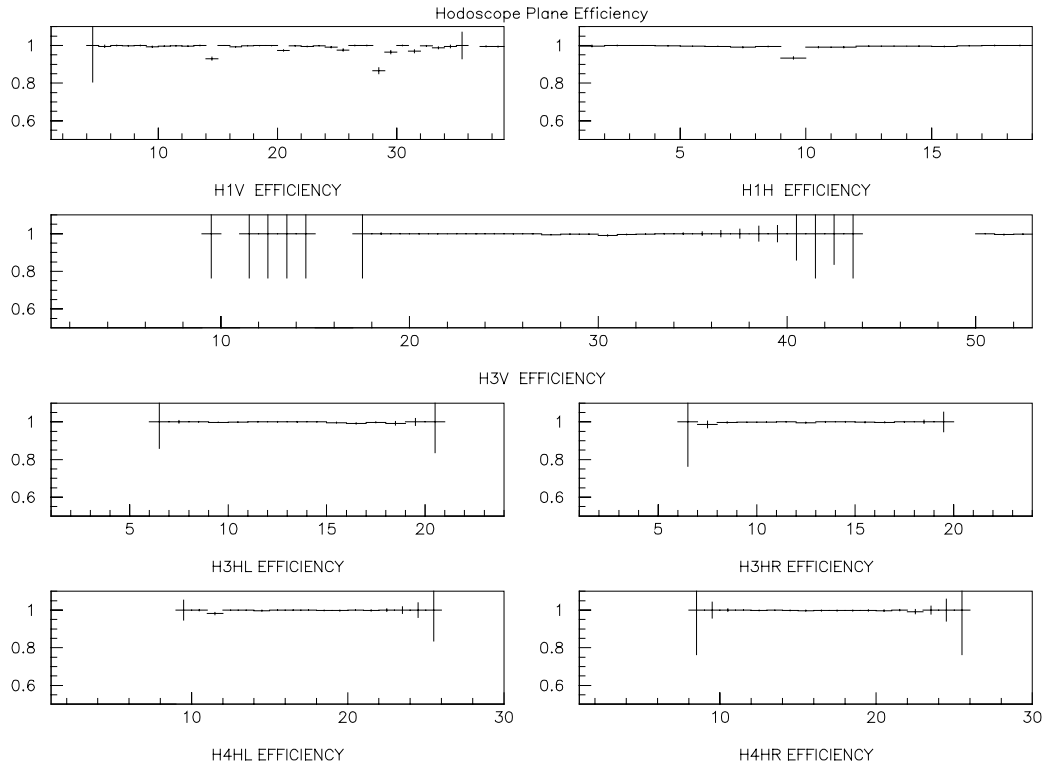 Hodoscope Plane Efficiency
1
0.8
0.6
10 20 30
H1V EFFICIENCY
1
0.8
0.6
5 10 15
H1H EFFICIENCY
1
0.8
0.6
10 20 30 40 50
H3V EFFICIENCY
1
0.8
0.6
5 10 15 20
H3HL EFFICIENCY
1
0.8
0.6
5 10 15 20
H3HR EFFICIENCY
1
0.8
0.6
10 20 30
H4HL EFFICIENCY
1
0.8
0.6
10 20 30
H4HR EFFICIENCY